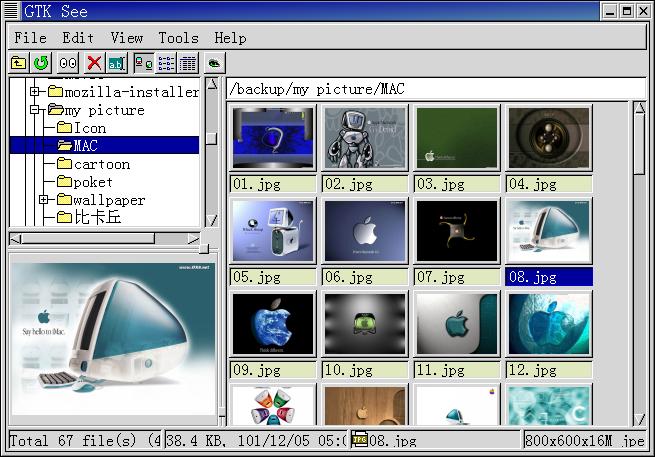 GTK See
File Edit View Tools Help
/backup/my picture/MAC
mozilla-installer
my picture
Icon
MAC
cartoon
poket
wallpaper
比卡丘
01.jpg 02.jpg 03.jpg 04.jpg
05.jpg 06.jpg 07.jpg 08.jpg
09.jpg 10.jpg 11.jpg 12.jpg
Say hello to iMac.
Total 67 file(s) (4 38.4 KB, 101/12/05 05:0 JPG 08.jpg 800x600x16M jpe